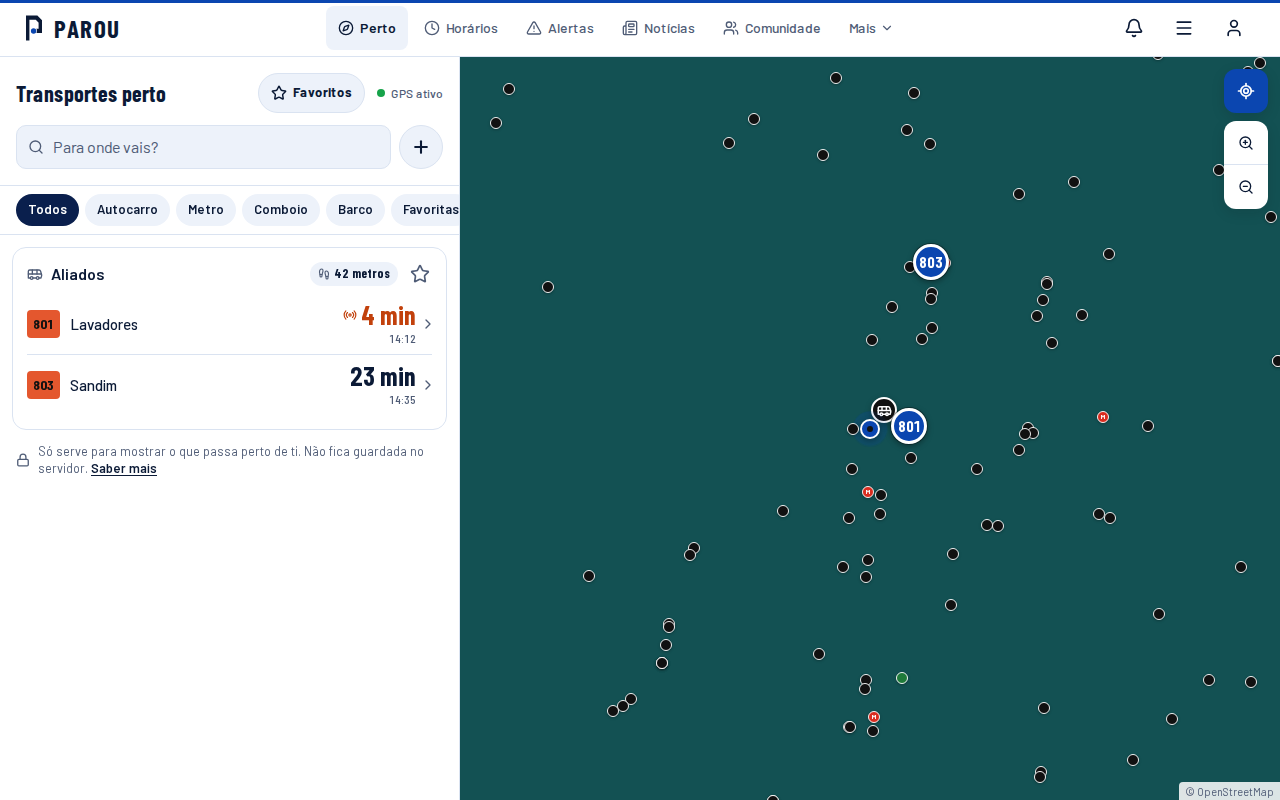 PAROU
Perto
Horários
Alertas
Notícias
Comunidade
Mais
Transportes perto
Favoritos
GPS ativo
Para onde vais?
Todos
Autocarro
Metro
Comboio
Barco
Favoritas
Aliados
42 metros
801
Lavadores
4 min
14:12
803
Sandim
23 min
14:35
Só serve para mostrar o que passa perto de ti. Não fica guardada no
servidor. Saber mais
803
801
M
M
M
© OpenStreetMap